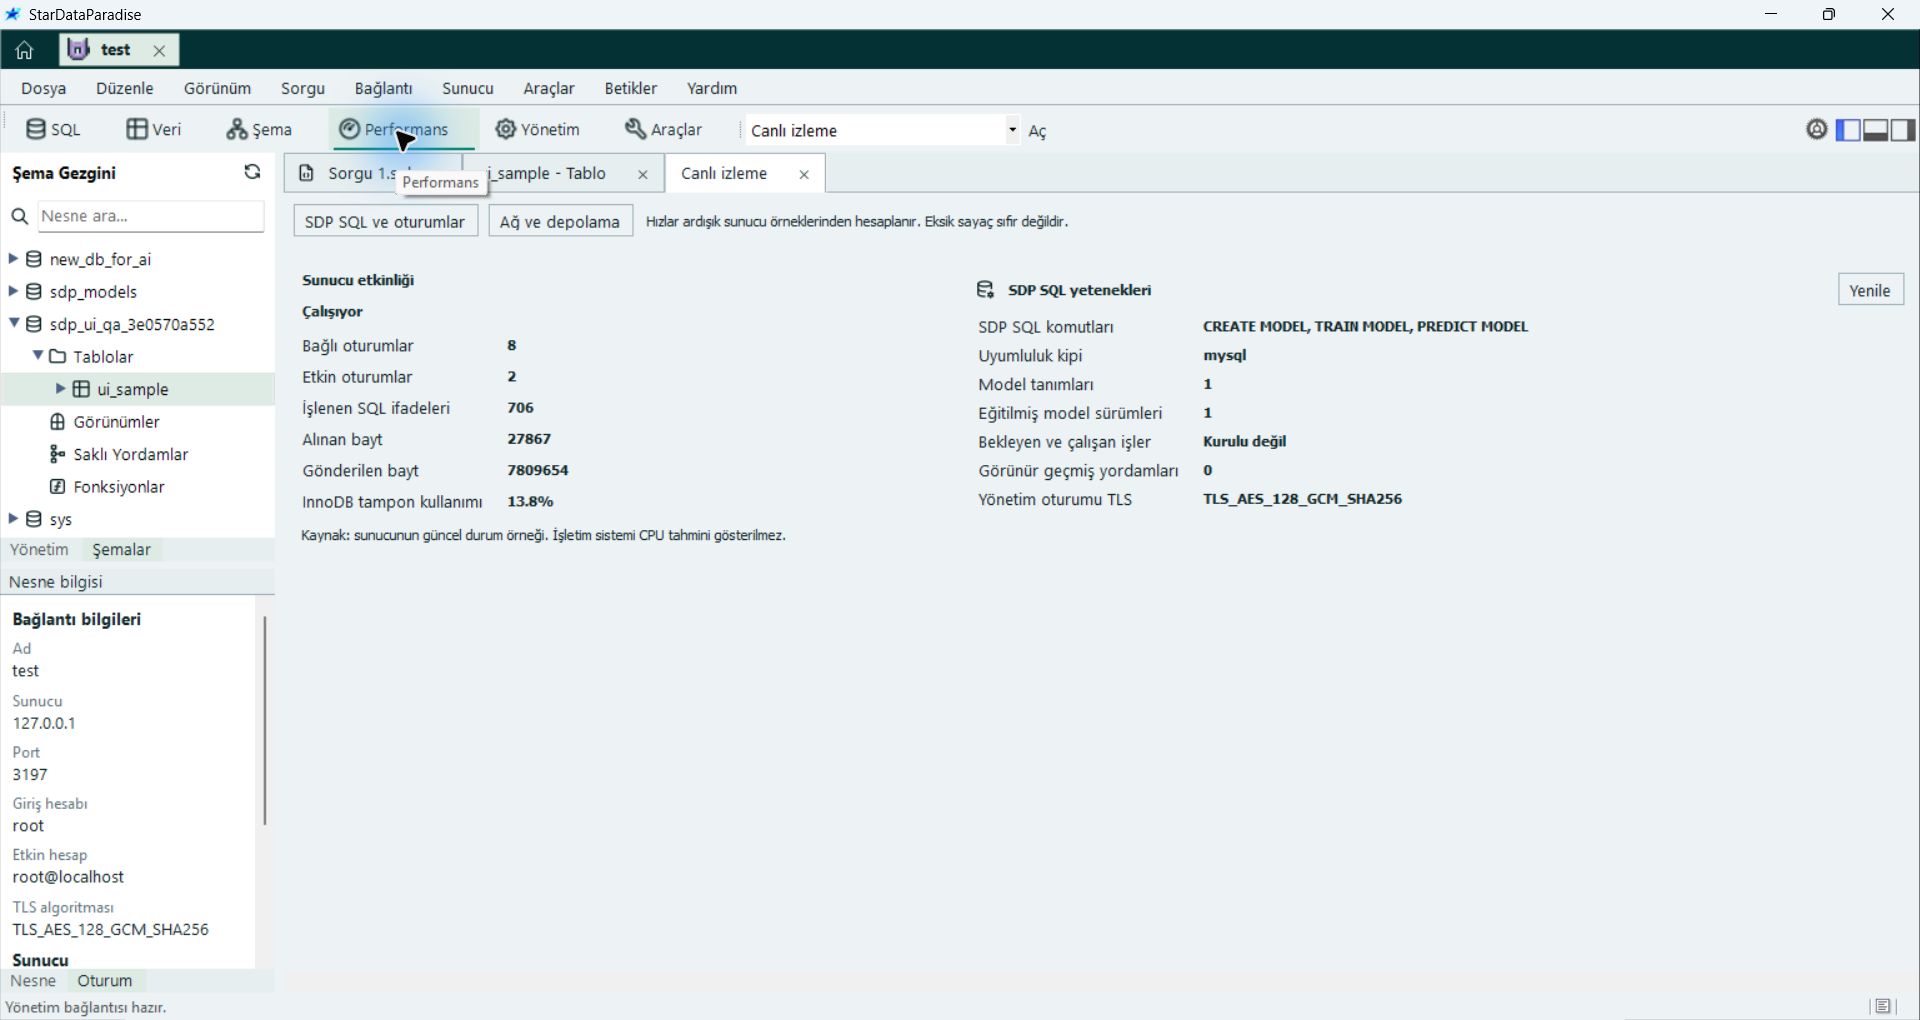 StarDataParadise
test
Dosya Düzenle Görünüm Sorgu Bağlantı Sunucu Araçlar Betikler Yardım
SQL Veri Şema Performans Yönetim Araçlar Canlı izleme Aç
Şema Gezgini
Nesne ara...
new_db_for_ai
sdp_models
sdp_ui_qa_3e0570a552
Tablolar
ui_sample
Görünümler
Saklı Yordamlar
Fonksiyonlar
sys
Yönetim Şemalar
Nesne bilgisi
Bağlantı bilgileri
Ad
test
Sunucu
127.0.0.1
Port
3197
Giriş hesabı
root
Etkin hesap
root@localhost
TLS algoritması
TLS_AES_128_GCM_SHA256
Sunucu
Nesne Oturum
Sorgu _sample - Tablo Canlı izleme
Performans
SDP SQL ve oturumlar Ağ ve depolama Hızlar ardışık sunucu örneklerinden hesaplanır. Eksik sayaç sıfır değildir.
Sunucu etkinliği
Çalışıyor
Bağlı oturumlar 8
Etkin oturumlar 2
İşlenen SQL ifadeleri 706
Alınan bayt 27867
Gönderilen bayt 7809654
InnoDB tampon kullanımı 13.8%
Kaynak: sunucunun güncel durum örneği. İşletim sistemi CPU tahmini gösterilmez.
SDP SQL yetenekleri Yenile
SDP SQL komutları CREATE MODEL, TRAIN MODEL, PREDICT MODEL
Uyumluluk kipi mysql
Model tanımları 1
Eğitilmiş model sürümleri 1
Bekleyen ve çalışan işler Kurulu değil
Görünür geçmiş yordamları 0
Yönetim oturumu TLS TLS_AES_128_GCM_SHA256
Yönetim bağlantısı hazır.